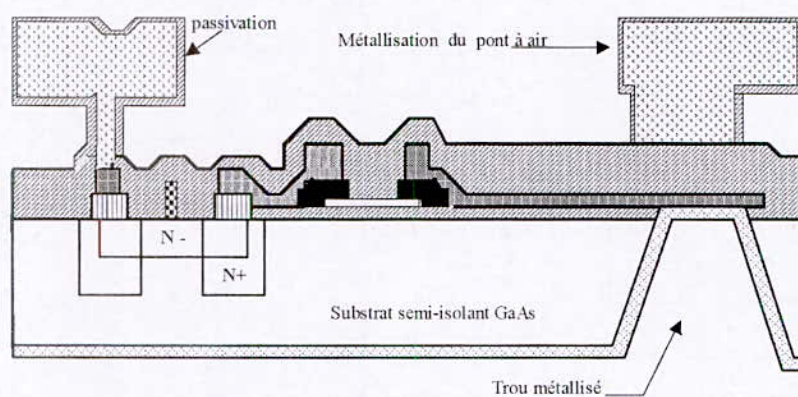 passivation
Métallisation du pont à air
N -
N+
Substrat semi-isolant GaAs
Trou métallisé